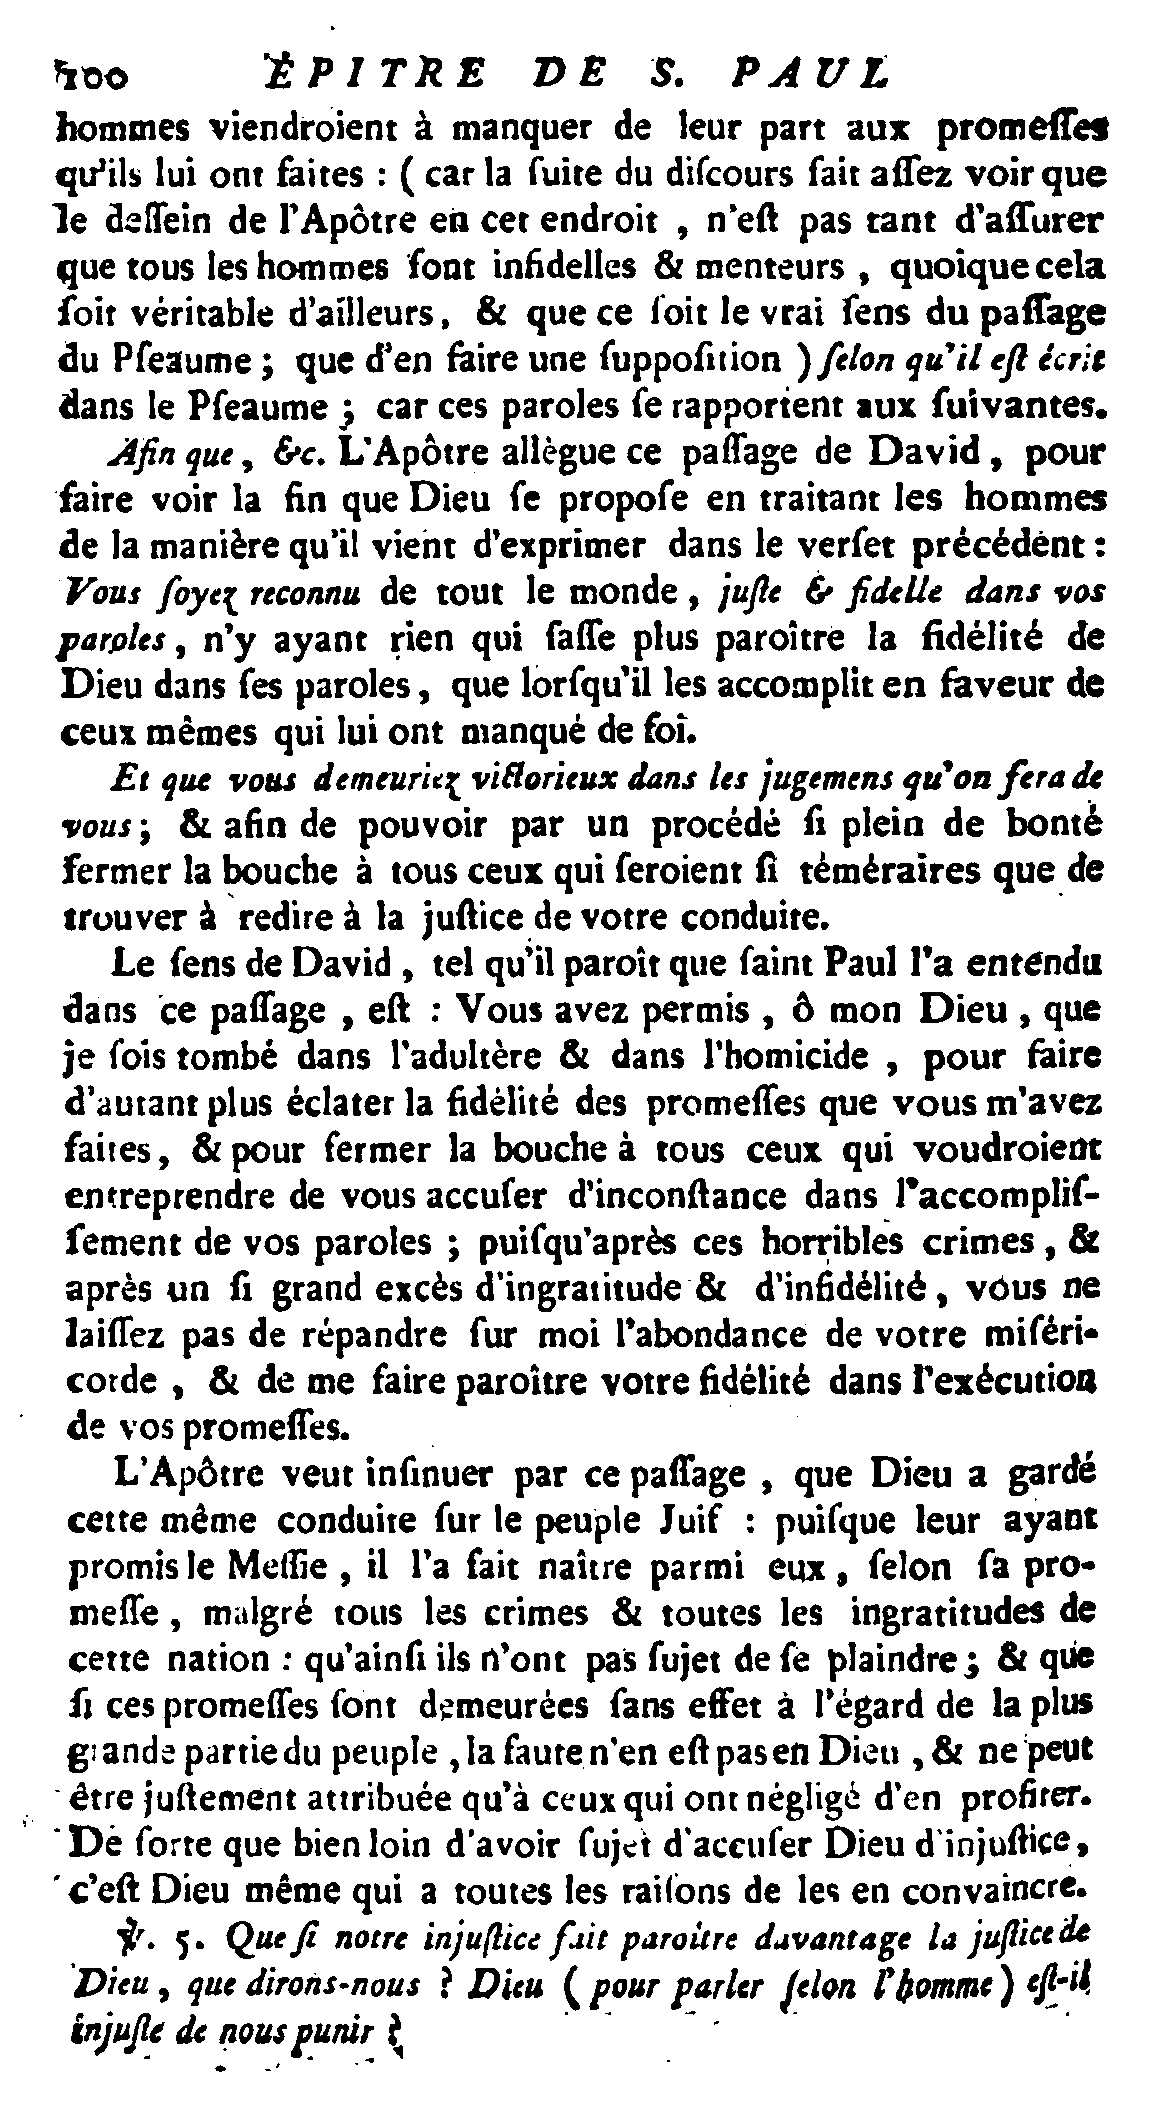 100 ÉPITRE DE S. PAUL
hommes viendroient à manquer de leur part aux promeſſes
qu'ils lui ont faites : ( car la ſuite du diſcours fait aſſez voir que
le deſſein de l'Apôtre en cet endroit , n'eſt pas tant d'aſſurer
que tous les hommes ſont infidelles & menteurs , quoique cela
ſoit véritable d'ailleurs, & que ce ſoit le vrai ſens du paſſage
du Pſeaume ; que d'en faire une ſuppoſition ) ſelon qu'il eſt écrit
dans le Pſeaume ; car ces paroles ſe rapportent aux ſuivantes.
Afin que, &c. L'Apôtre allègue ce paſſage de David, pour
faire voir la fin que Dieu ſe propoſe en traitant les hommes
de la manière qu'il vient d'exprimer dans le verſet précédent :
Vous ſoyez reconnu de tout le monde, juſte & fidelle dans vos
paroles, n'y ayant rien qui faſſe plus paroître la fidélité de
Dieu dans ſes paroles, que lorſqu'il les accomplit en faveur de
ceux mêmes qui lui ont manqué de foi.
Et que vous demeuriez victorieux dans les jugemens qu'on fera de
vous ; & afin de pouvoir par un procédé ſi plein de bonté
fermer la bouche à tous ceux qui ſeroient ſi téméraires que de
trouver à redire à la juſtice de votre conduite.
Le ſens de David, tel qu'il paroît que ſaint Paul l'a entendu
dans ce paſſage , eſt : Vous avez permis , ô mon Dieu , que
je ſois tombé dans l'adultère & dans l'homicide , pour faire
d'autant plus éclater la fidélité des promeſſes que vous m'avez
faites, & pour fermer la bouche à tous ceux qui voudroient
entreprendre de vous accuſer d'inconſtance dans l'accompliſ-
ſement de vos paroles ; puiſqu'après ces horribles crimes, &
après un ſi grand excès d'ingratitude & d'infidélité, vous ne
laiſſez pas de répandre ſur moi l'abondance de votre miſéri-
corde , & de me faire paroître votre fidélité dans l'exécution
de vos promeſſes.
L'Apôtre veut inſinuer par ce paſſage , que Dieu a gardé
cette même conduite ſur le peuple Juif : puiſque leur ayant
promis le Meſſie , il l'a fait naître parmi eux , ſelon ſa pro-
meſſe , malgré tous les crimes & toutes les ingratitudes de
cette nation : qu'ainſi ils n'ont pas ſujet de ſe plaindre ; & que
ſi ces promeſſes ſont demeurées ſans effet à l'égard de la plus
grande partie du peuple , la faute n'en eſt pas en Dieu , & ne peut
être juſtement attribuée qu'à ceux qui ont négligé d'en profiter.
De ſorte que bien loin d'avoir ſujet d'accuſer Dieu d'injuſtice,
c'eſt Dieu même qui a toutes les raiſons de les en convaincre.
℣. 5. Que ſi notre injuſtice fait paroître davantage la juſtice de
Dieu , que dirons-nous ? Dieu ( pour parler ſelon l'homme ) eſt-il
injuſte de nous punir ?